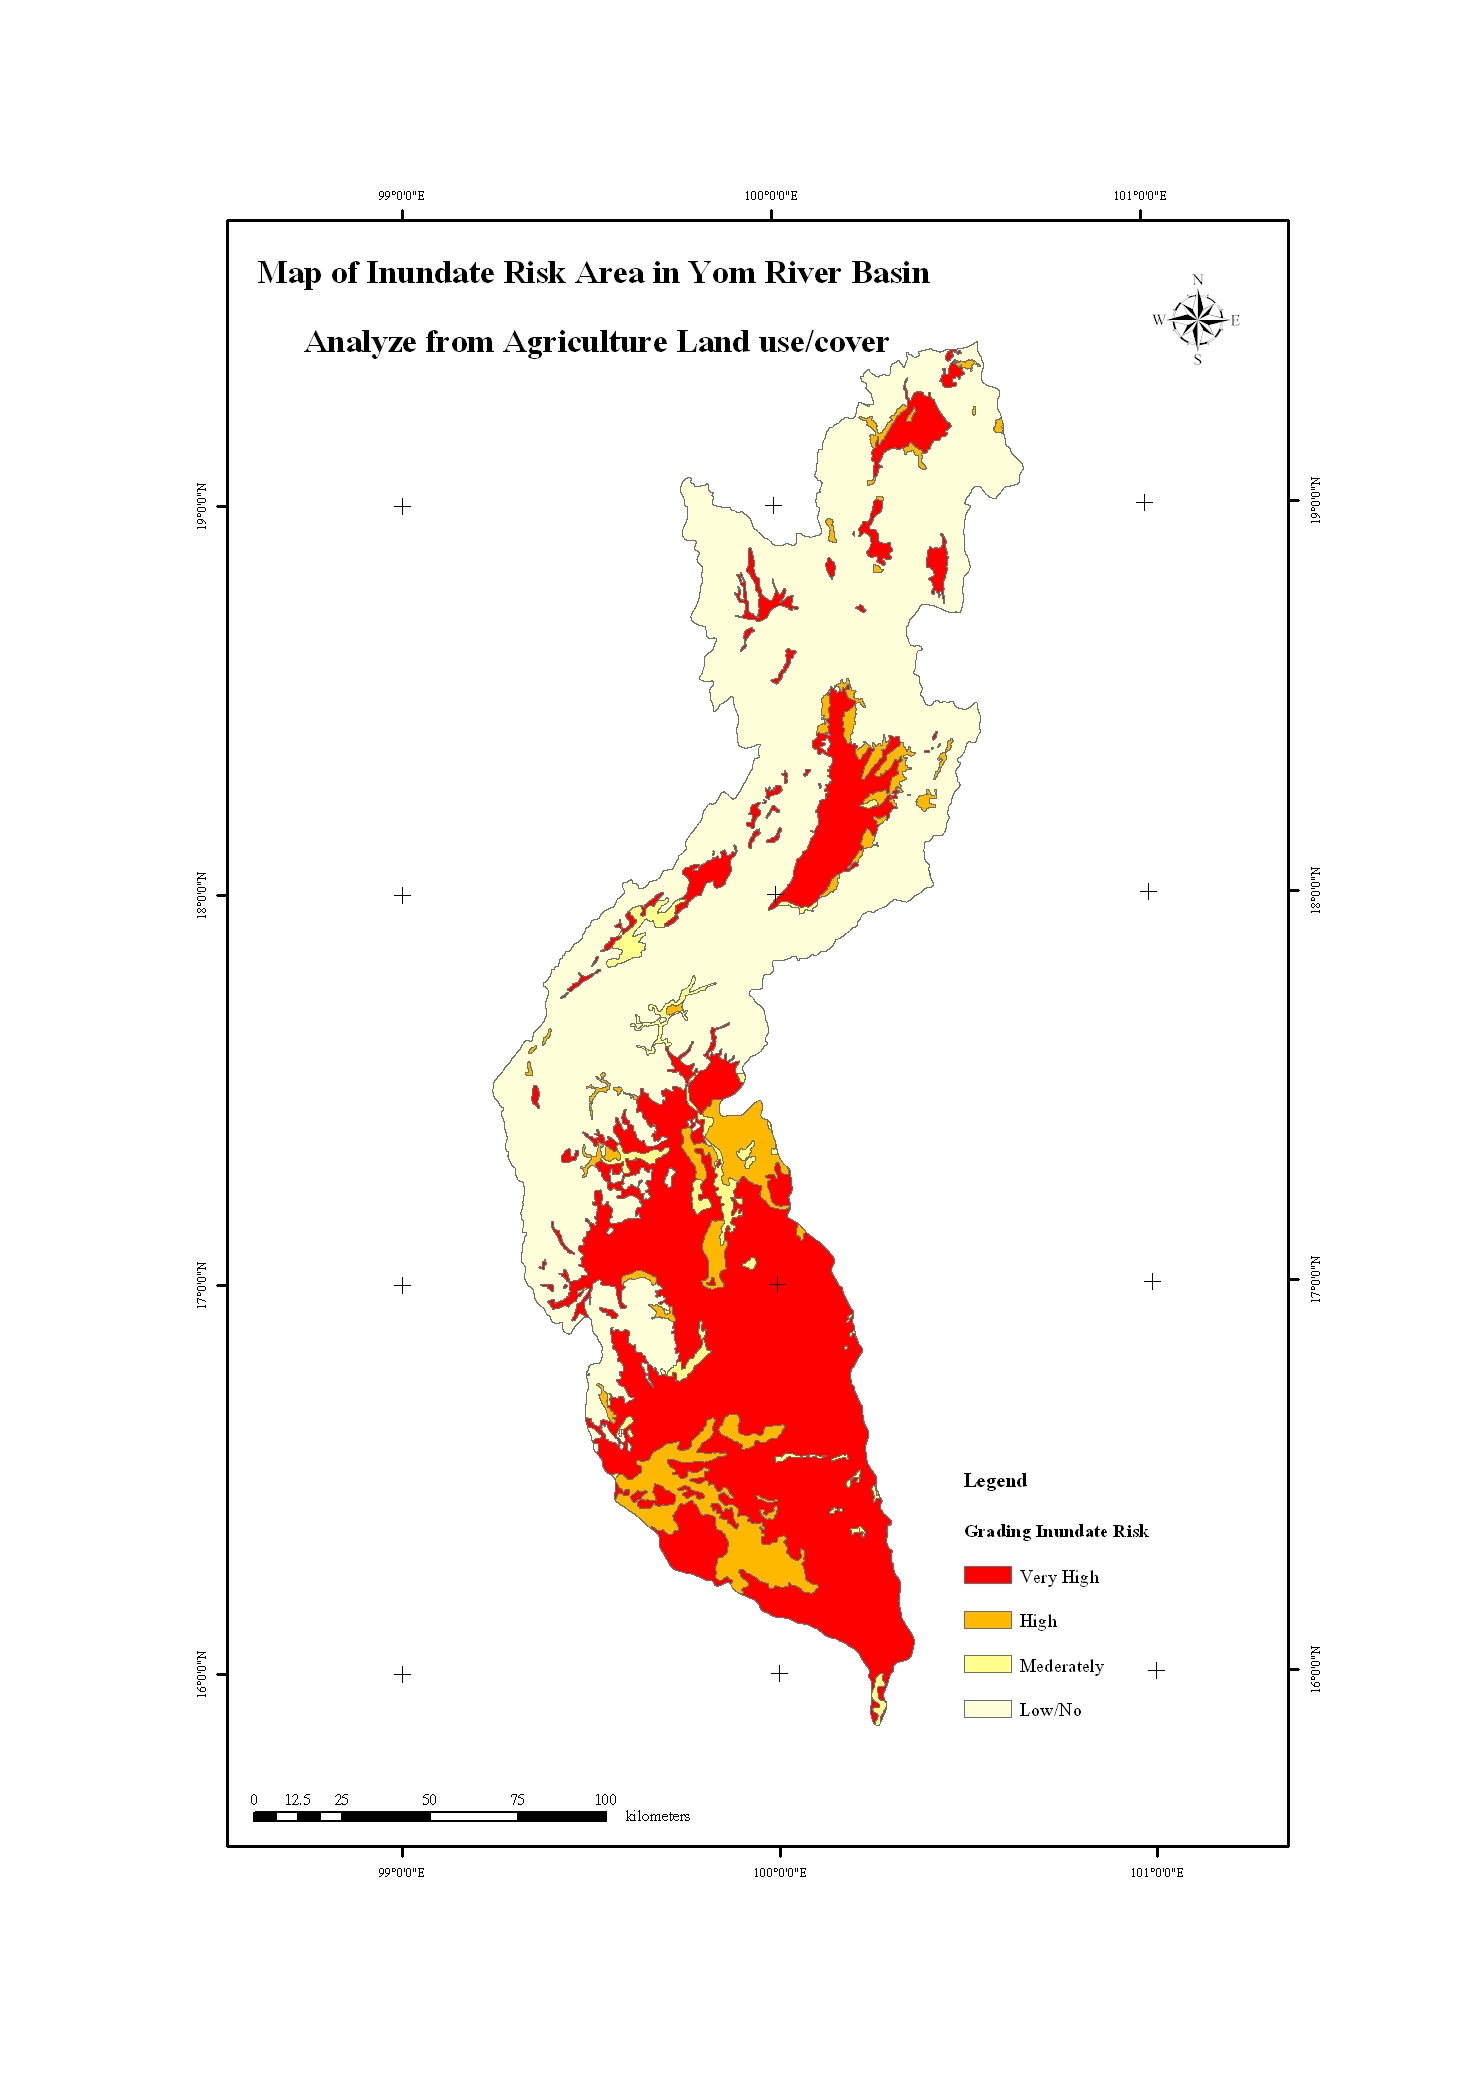 99°0'0"E 100°0'0"E 101°0'0"E
Map of Inundate Risk Area in Yom River Basin
Analyze from Agriculture Land use/cover
N
W E
S
19°0'0"N 19°0'0"N
18°0'0"N 18°0'0"N
17°0'0"N 17°0'0"N
Legend
Grading Inundate Risk
Very High
High
Mederately
Low/No
16°0'0"N 16°0'0"N
0 12.5 25 50 75 100
kilometers
99°0'0"E 100°0'0"E 101°0'0"E